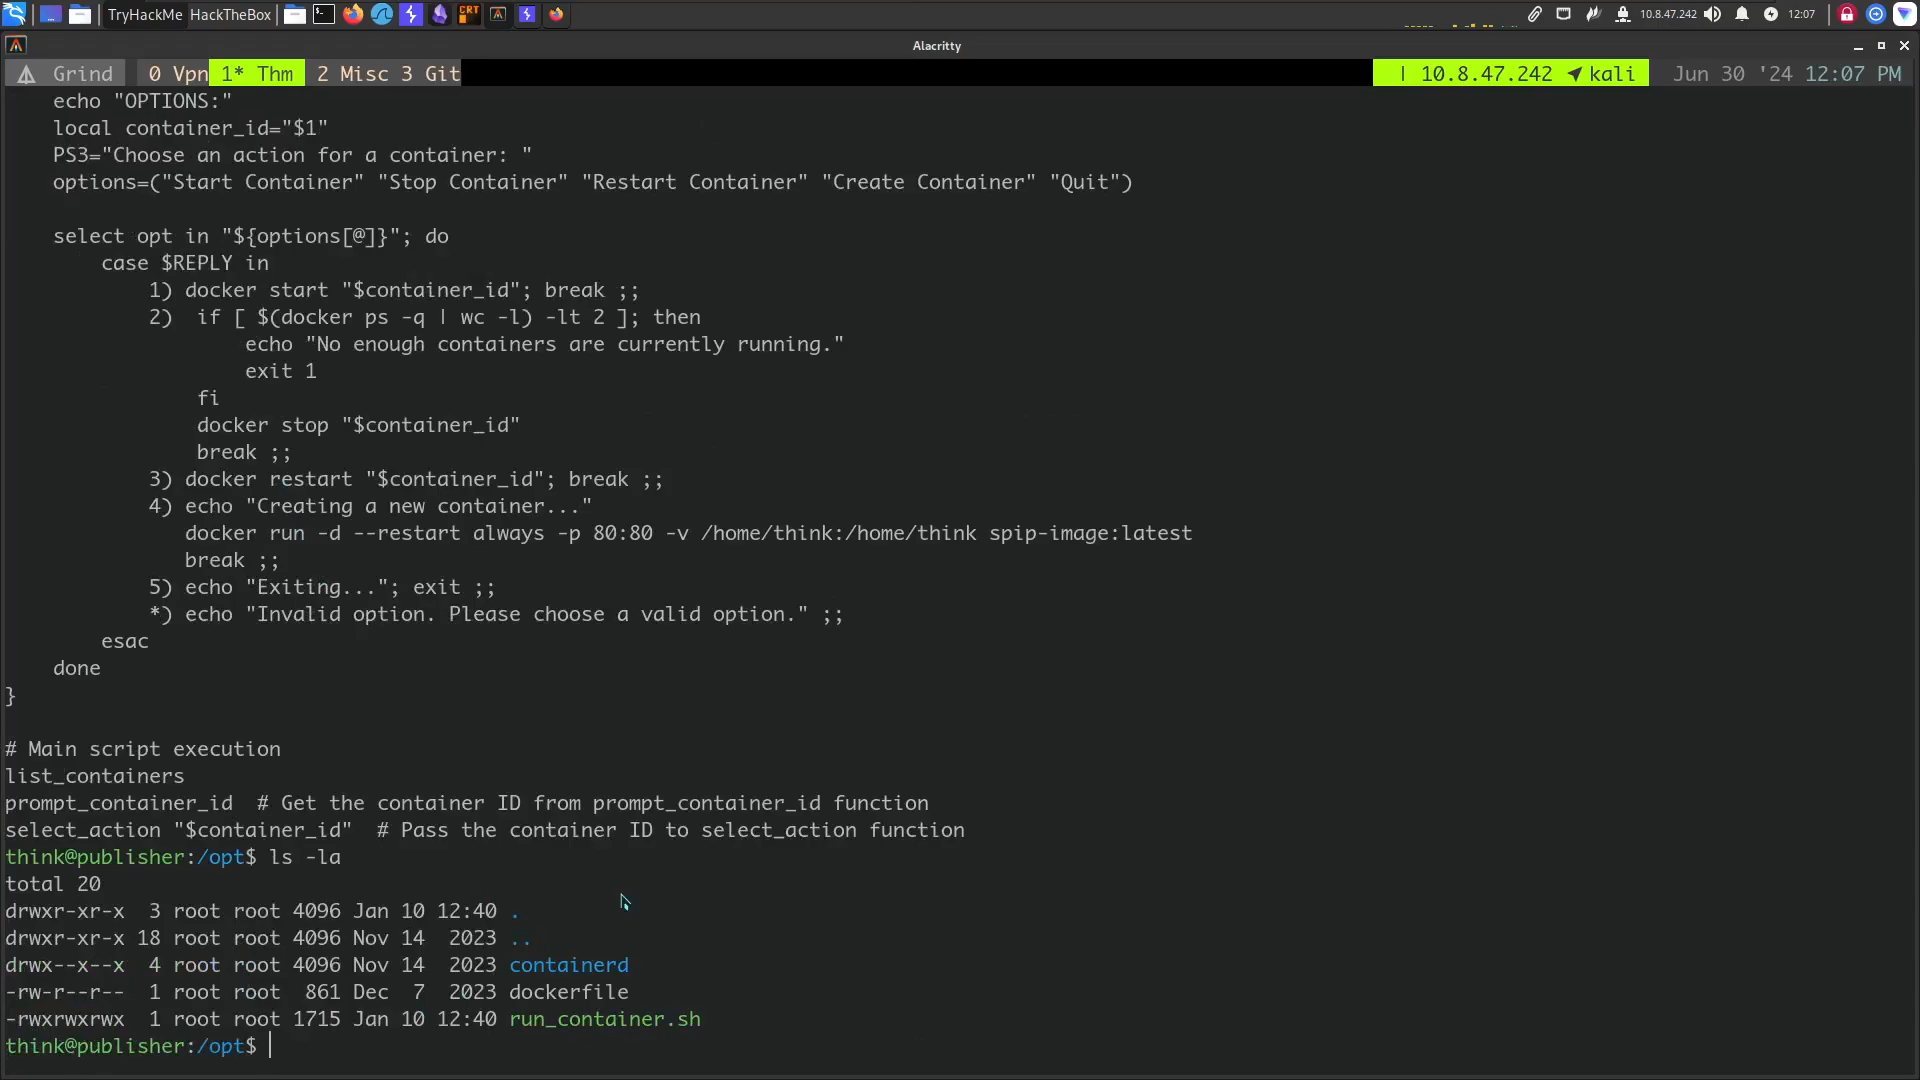 TryHackMe HackTheBox 10.8.47.242 12:07
Alacritty
Grind 0 Vpn 1* Thm 2 Misc 3 Git | 10.8.47.242 kali Jun 30 '24 12:07 PM
echo "OPTIONS:"
local container_id="$1"
PS3="Choose an action for a container: "
options=("Start Container" "Stop Container" "Restart Container" "Create Container" "Quit")
select opt in "${options[@]}"; do
case $REPLY in
1) docker start "$container_id"; break ;;
2)  if [ $(docker ps -q | wc -l) -lt 2 ]; then
echo "No enough containers are currently running."
exit 1
fi
docker stop "$container_id"
break ;;
3) docker restart "$container_id"; break ;;
4) echo "Creating a new container..."
docker run -d --restart always -p 80:80 -v /home/think:/home/think spip-image:latest
break ;;
5) echo "Exiting..."; exit ;;
*) echo "Invalid option. Please choose a valid option." ;;
esac
done
}
# Main script execution
list_containers
prompt_container_id  # Get the container ID from prompt_container_id function
select_action "$container_id"  # Pass the container ID to select_action function
think@publisher:/opt$ ls -la
total 20
drwxr-xr-x  3 root root 4096 Jan 10 12:40 .
drwxr-xr-x 18 root root 4096 Nov 14  2023 ..
drwx--x--x  4 root root 4096 Nov 14  2023 containerd
-rw-r--r--  1 root root  861 Dec  7  2023 dockerfile
-rwxrwxrwx  1 root root 1715 Jan 10 12:40 run_container.sh
think@publisher:/opt$